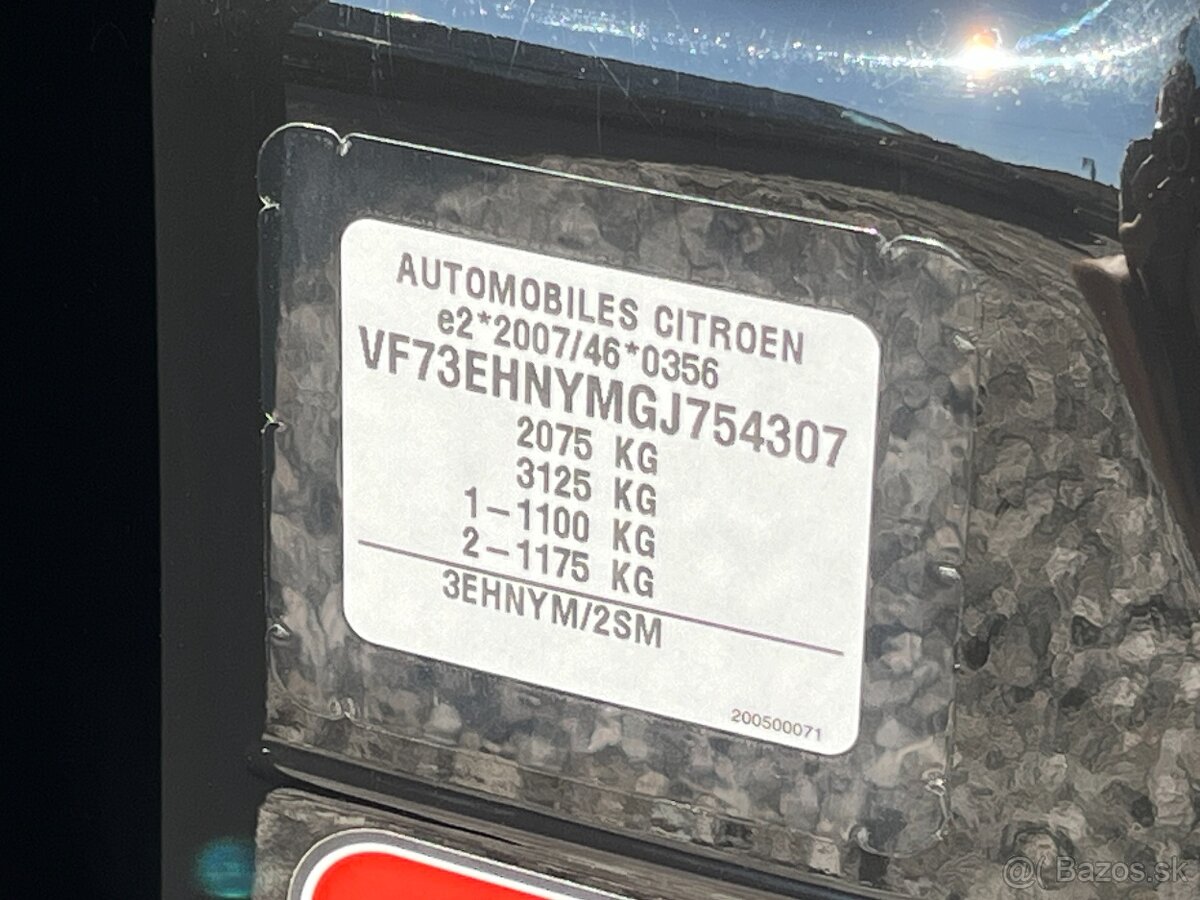 AUTOMOBILES CITROEN
e2*2007/46*0356
VF73EHNYMGJ754307
2075 KG
3125 KG
1-1100 KG
2-1175 KG
3EHNYM/2SM
200500071
@( Bazos.sk